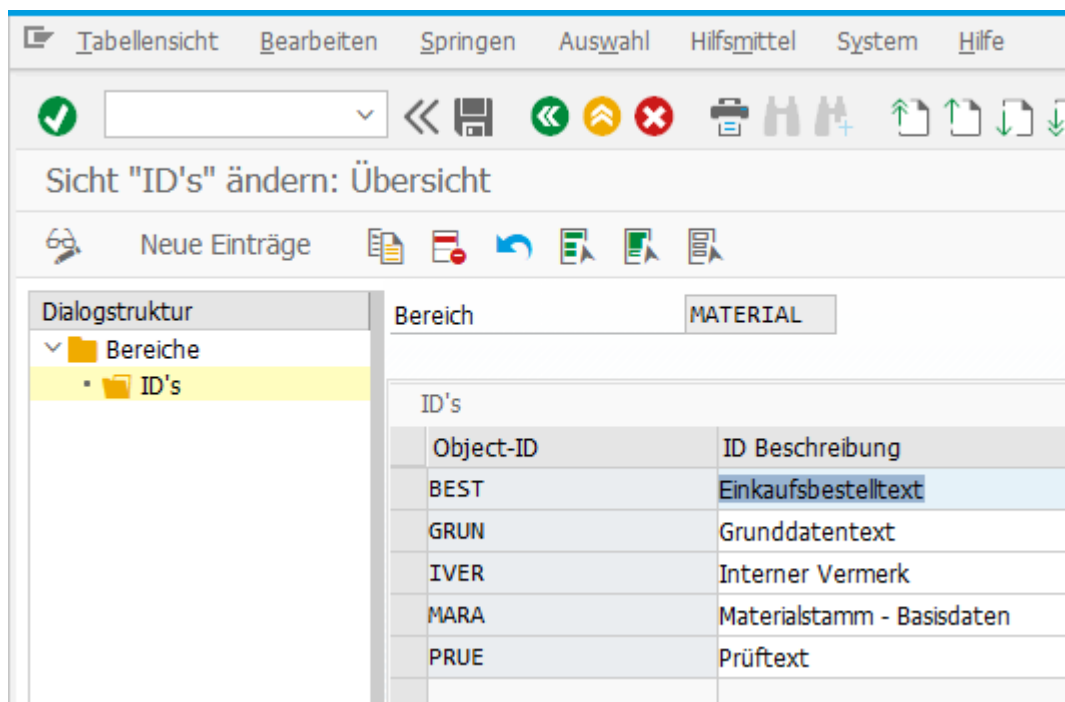 Tabellensicht Bearbeiten Springen Auswahl Hilfsmittel System Hilfe
Sicht "ID's" ändern: Übersicht
Neue Einträge
Dialogstruktur
Bereiche
ID's
Bereich MATERIAL
ID's
Object-ID ID Beschreibung
BEST Einkaufsbestelltext
GRUN Grunddatentext
IVER Interner Vermerk
MARA Materialstamm - Basisdaten
PRUE Prüftext